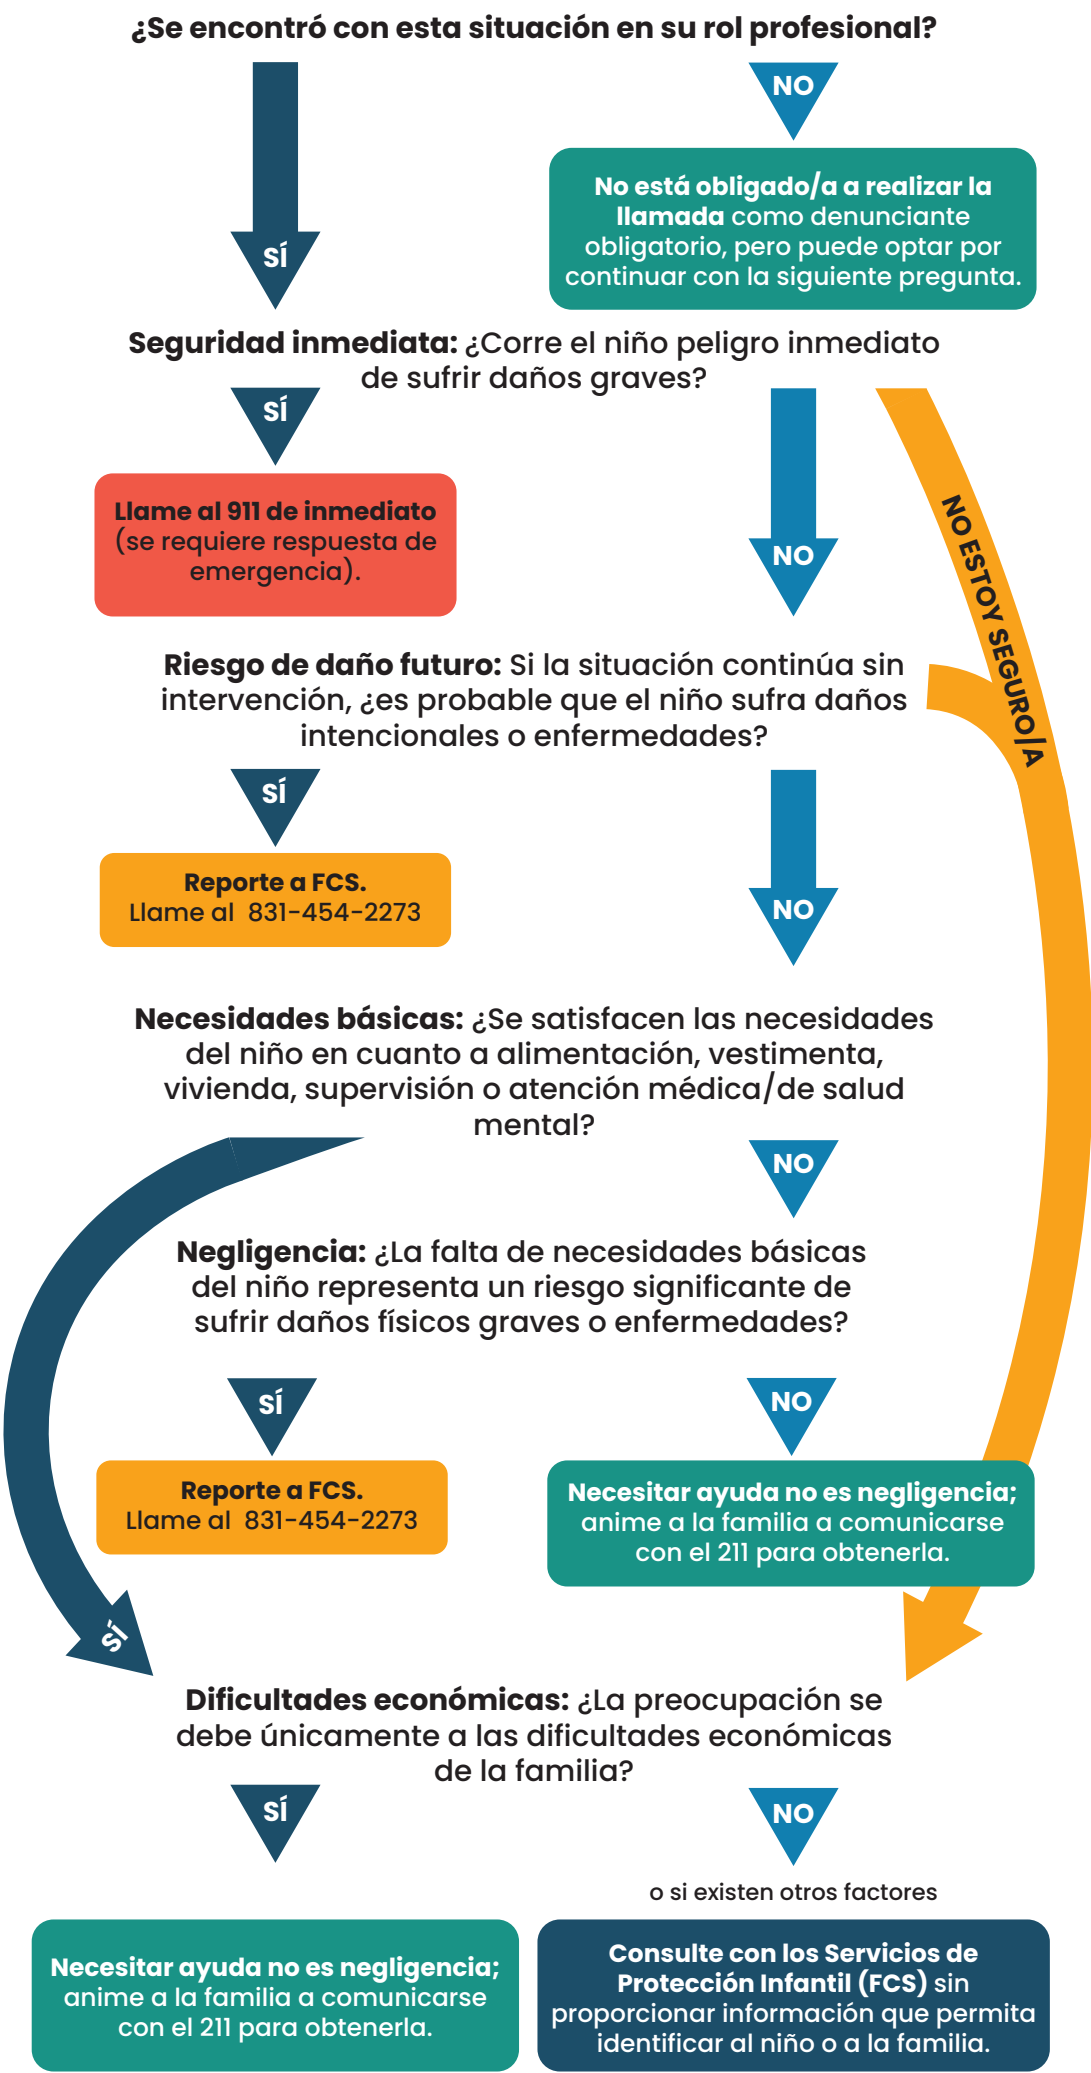 ¿Se encontró con esta situación en su rol profesional?
NO
No está obligado/a a realizar la
llamada como denunciante
obligatorio, pero puede optar por
continuar con la siguiente pregunta.
SÍ
Seguridad inmediata: ¿Corre el niño peligro inmediato
de sufrir daños graves?
SÍ
Llame al 911 de inmediato
(se requiere respuesta de
emergencia).
NO
NO ESTOY SEGURO/A
Riesgo de daño futuro: Si la situación continúa sin
intervención, ¿es probable que el niño sufra daños
intencionales o enfermedades?
SÍ
Reporte a FCS.
Llame al 831-454-2273
NO
Necesidades básicas: ¿Se satisfacen las necesidades
del niño en cuanto a alimentación, vestimenta,
vivienda, supervisión o atención médica/de salud
mental?
NO
Negligencia: ¿La falta de necesidades básicas
del niño representa un riesgo significante de
sufrir daños físicos graves o enfermedades?
SÍ
Reporte a FCS.
Llame al 831-454-2273
NO
Necesitar ayuda no es negligencia;
anime a la familia a comunicarse
con el 211 para obtenerla.
SÍ
Dificultades económicas: ¿La preocupación se
debe únicamente a las dificultades económicas
de la familia?
SÍ
Necesitar ayuda no es negligencia;
anime a la familia a comunicarse
con el 211 para obtenerla.
NO
o si existen otros factores
Consulte con los Servicios de
Protección Infantil (FCS) sin
proporcionar información que permita
identificar al niño o a la familia.